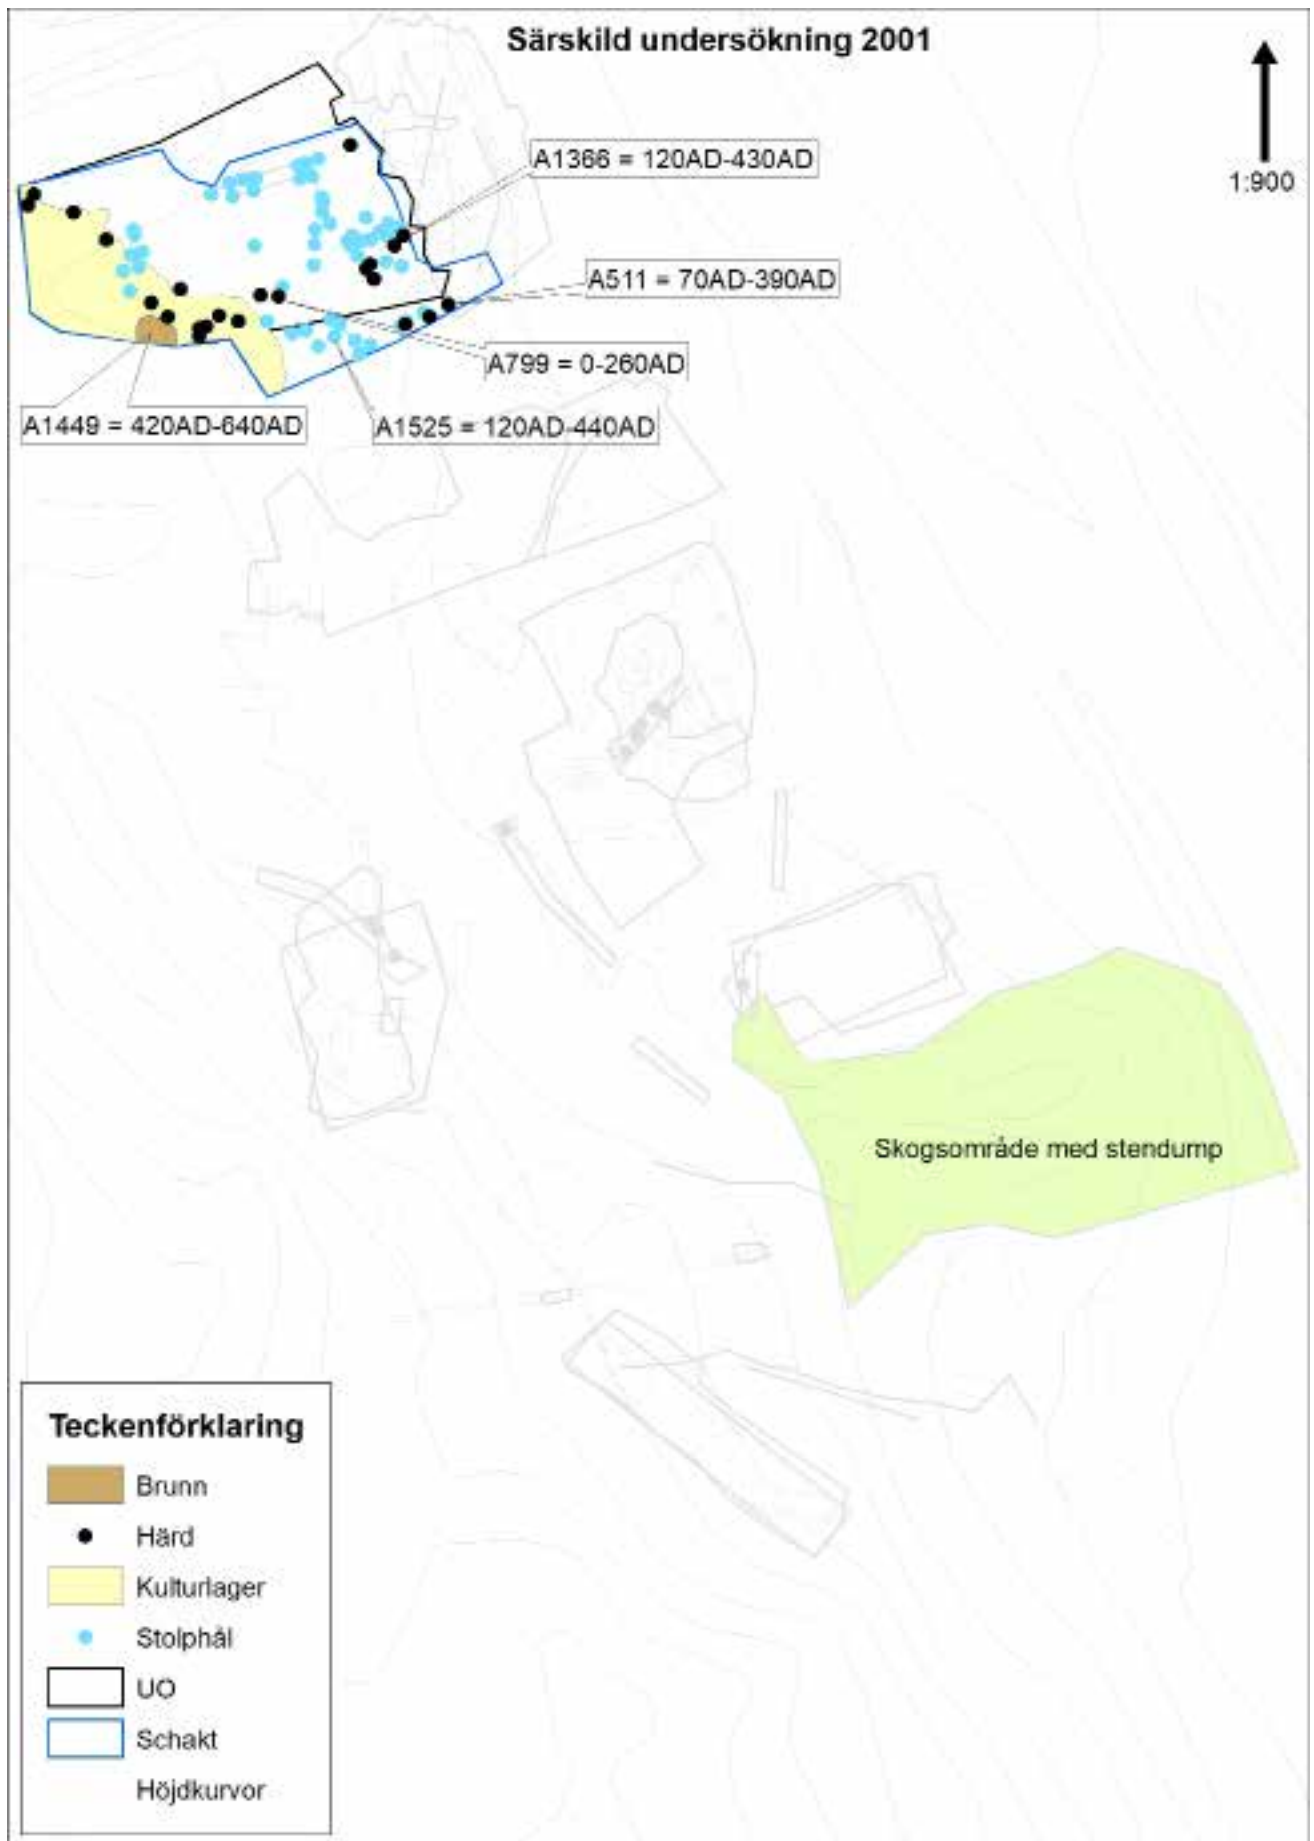 Särskild undersökning 2001
1:900
A1366 = 120AD-430AD
A511 = 70AD-390AD
A799 = 0-260AD
A1449 = 420AD-640AD
A1525 = 120AD-440AD
Skogsområde med stendump
Teckenförklaring
Brunn
Härd
Kulturlager
Stolphål
UO
Schakt
Höjdkurvor